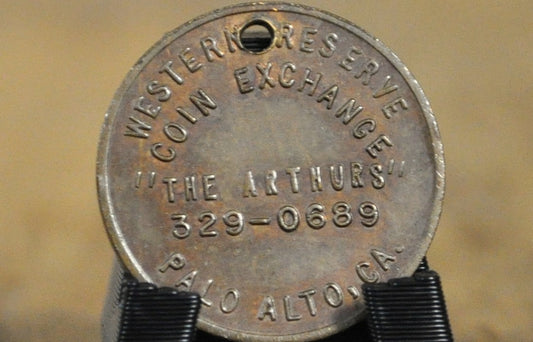 WESTERN RESERVE
COIN EXCHANGE
"THE ARTHURS"
329-0689
PALO ALTO, CA.